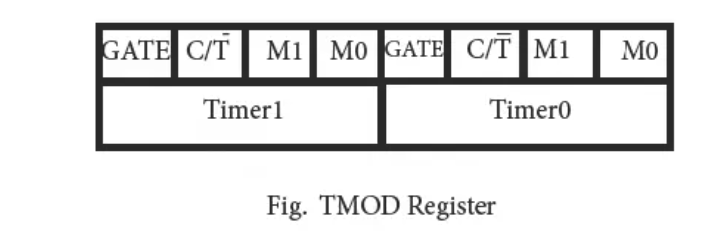 GATE C/T̄ M1 M0 GATE C/T̄ M1 M0
Timer1 Timer0
Fig. TMOD Register